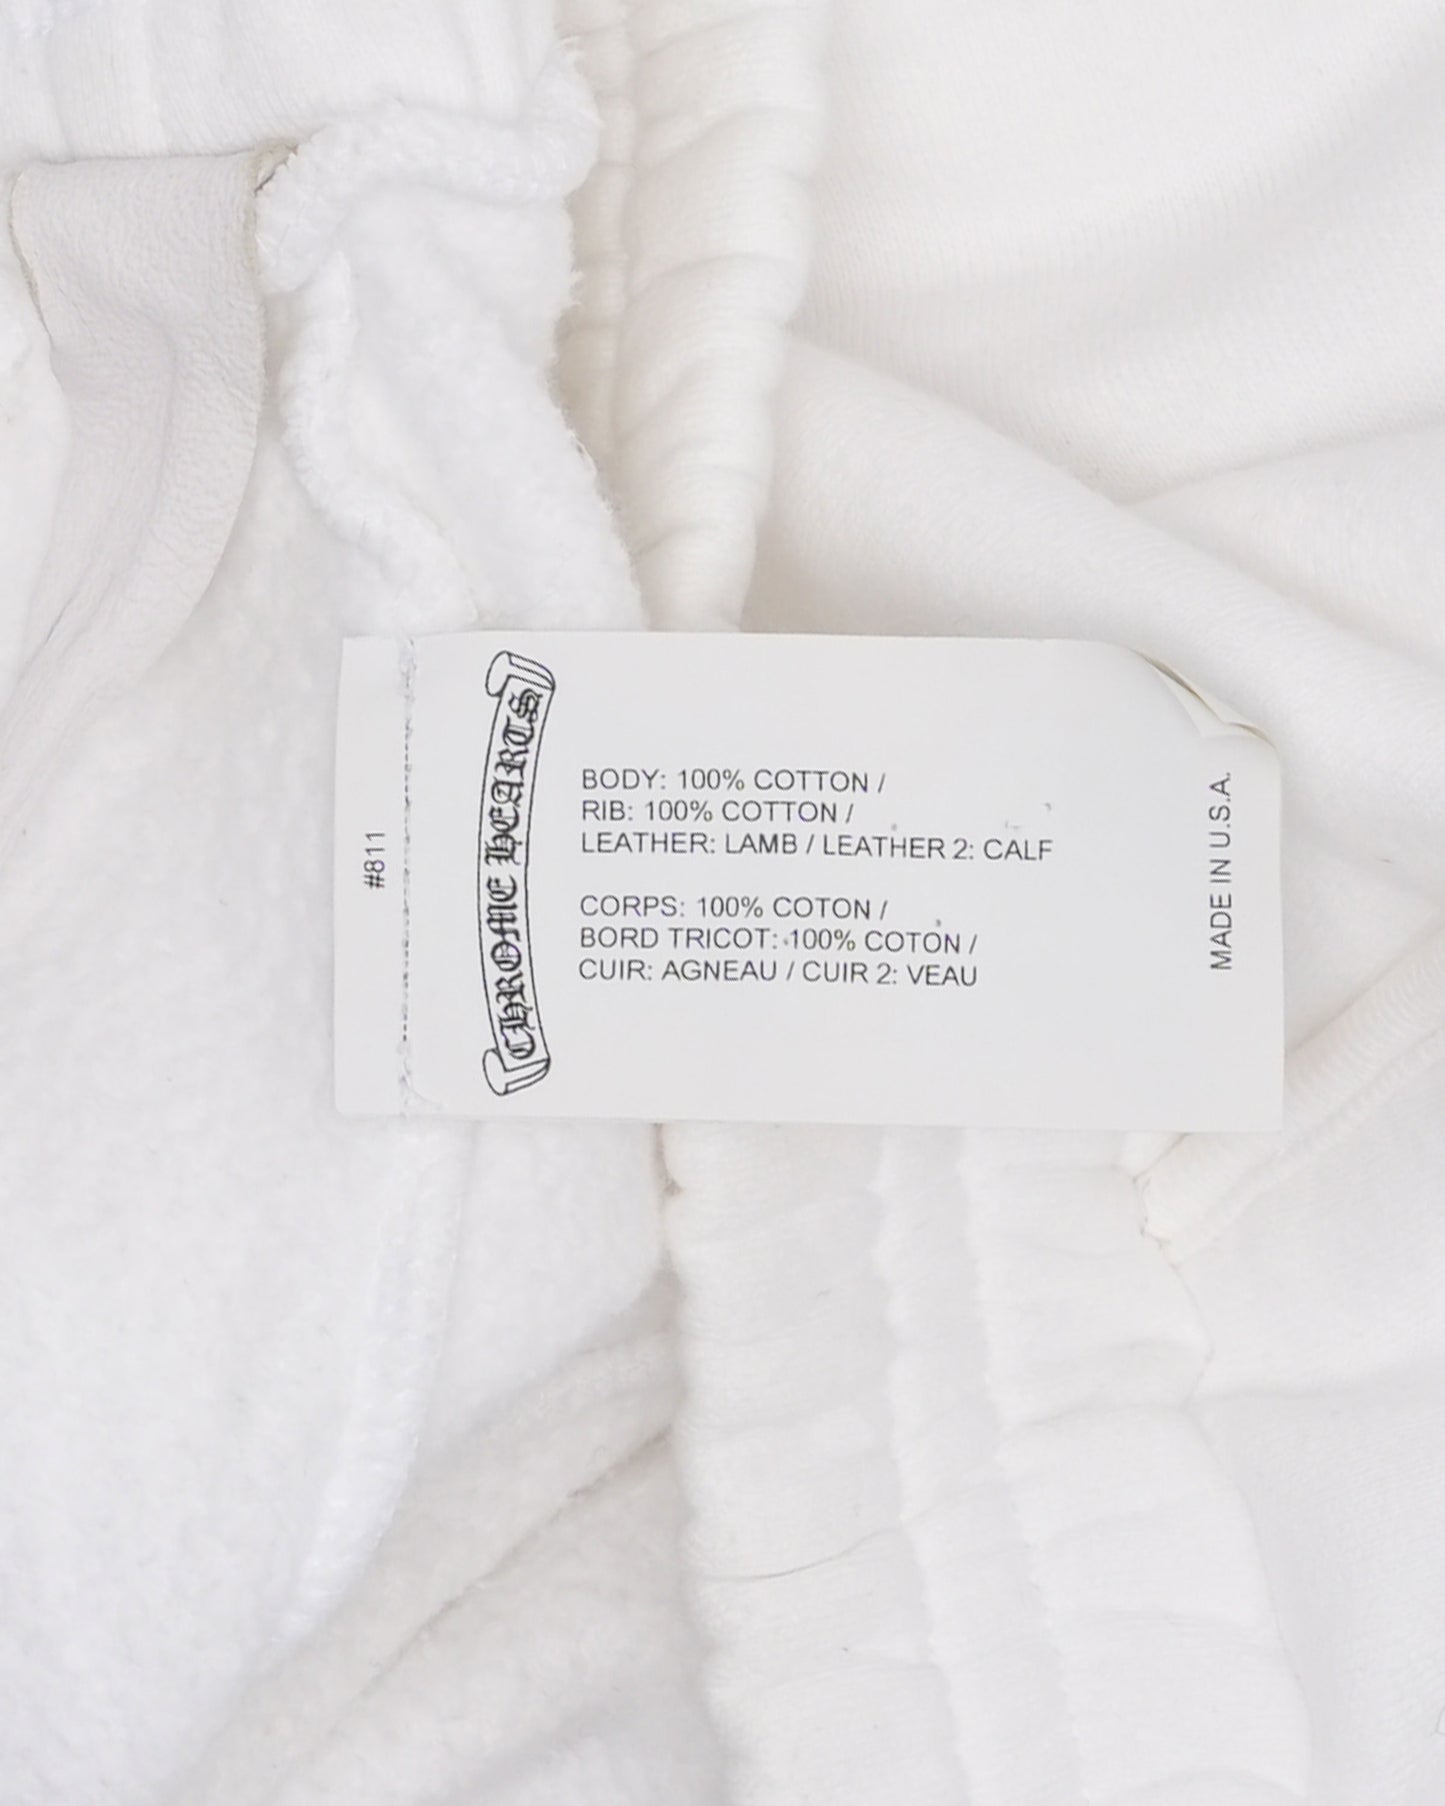 #811
CHROME HEARTS
BODY: 100% COTTON /
RIB: 100% COTTON /
LEATHER: LAMB / LEATHER 2: CALF
CORPS: 100% COTON /
BORD TRICOT: 100% COTON /
CUIR: AGNEAU / CUIR 2: VEAU
MADE IN U.S.A.